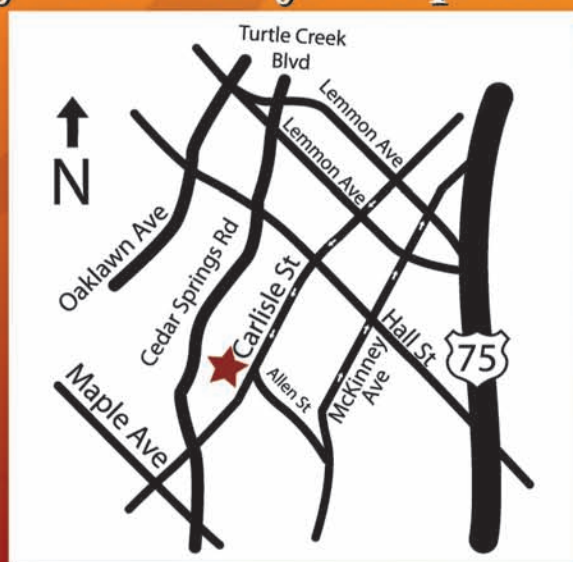 Turtle Creek
Blvd
Lemmon Ave
Lemmon Ave
N
Oaklawn Ave
Cedar Springs Rd
Carlisle St
Hall St
75
McKinney
Ave
Allen St
Maple Ave